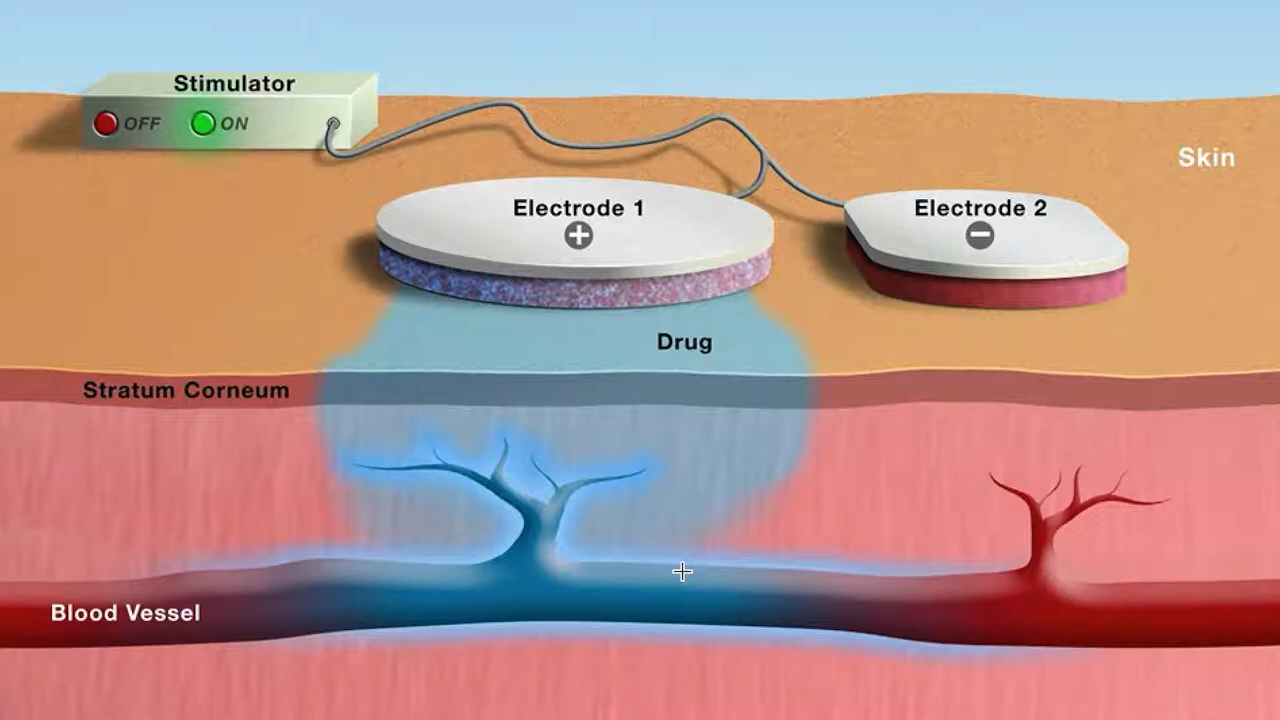 Stimulator
OFF ON
Skin
Electrode 1
+
Electrode 2
−
Drug
Stratum Corneum
Blood Vessel